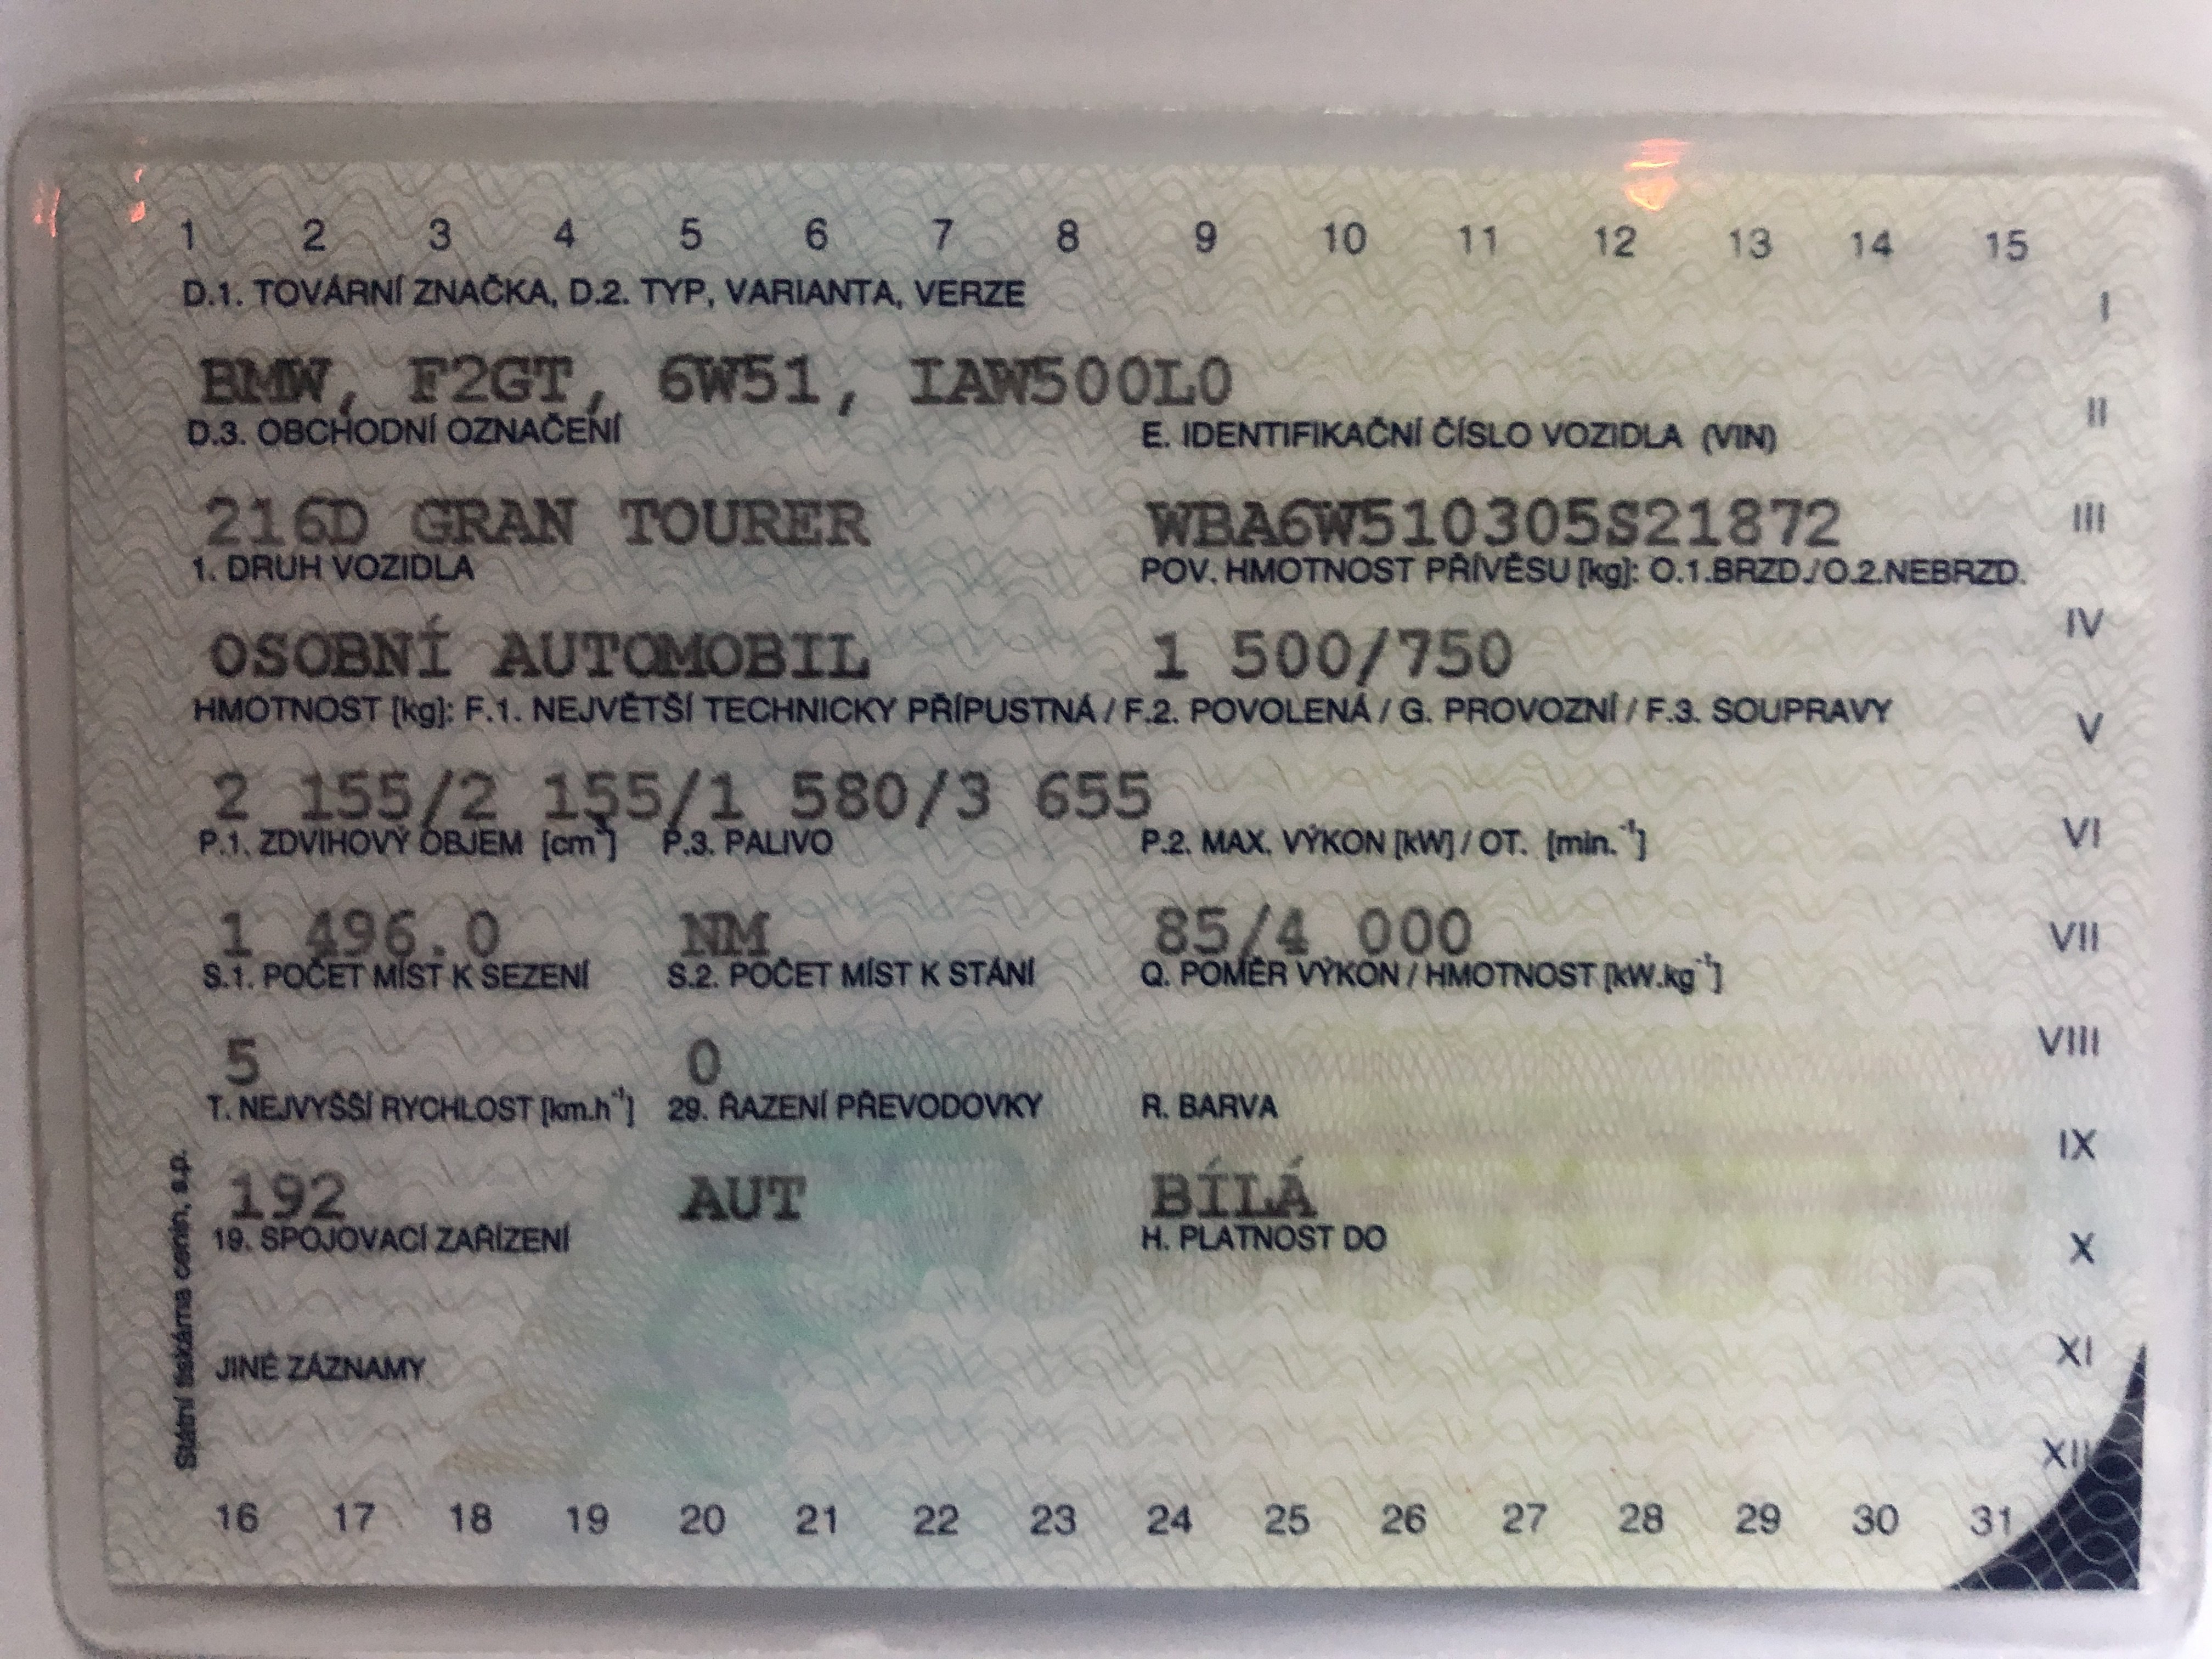 1 2 3 4 5 6 7 8 9 10 11 12 13 14 15
D.1. TOVÁRNÍ ZNAČKA, D.2. TYP, VARIANTA, VERZE
I
BMW, F2GT, 6W51, IAW500L0
D.3. OBCHODNÍ OZNAČENÍ E. IDENTIFIKAČNÍ ČÍSLO VOZIDLA (VIN)
II
216D GRAN TOURER WBA6W510305S21872
III
1. DRUH VOZIDLA POV. HMOTNOST PŘÍVĚSU [kg]: O.1.BRZD./O.2.NEBRZD.
IV
OSOBNÍ AUTOMOBIL 1 500/750
HMOTNOST [kg]: F.1. NEJVĚTŠÍ TECHNICKY PŘÍPUSTNÁ / F.2. POVOLENÁ / G. PROVOZNÍ / F.3. SOUPRAVY
V
2 155/2 155/1 580/3 655
P.1. ZDVIHOVÝ OBJEM [cm³] P.3. PALIVO P.2. MAX. VÝKON [kW] / OT. [min.⁻¹]
VI
1 496.0 NM 85/4 000
VII
S.1. POČET MÍST K SEZENÍ S.2. POČET MÍST K STÁNÍ Q. POMĚR VÝKON / HMOTNOST [kW.kg⁻¹]
VIII
5 0
T. NEJVYŠŠÍ RYCHLOST [km.h⁻¹] 29. ŘAZENÍ PŘEVODOVKY R. BARVA
IX
192 AUT BÍLÁ
19. SPOJOVACÍ ZAŘÍZENÍ H. PLATNOST DO
X
JINÉ ZÁZNAMY
XI
XII
Státní tiskárna cenin, s.p.
16 17 18 19 20 21 22 23 24 25 26 27 28 29 30 31